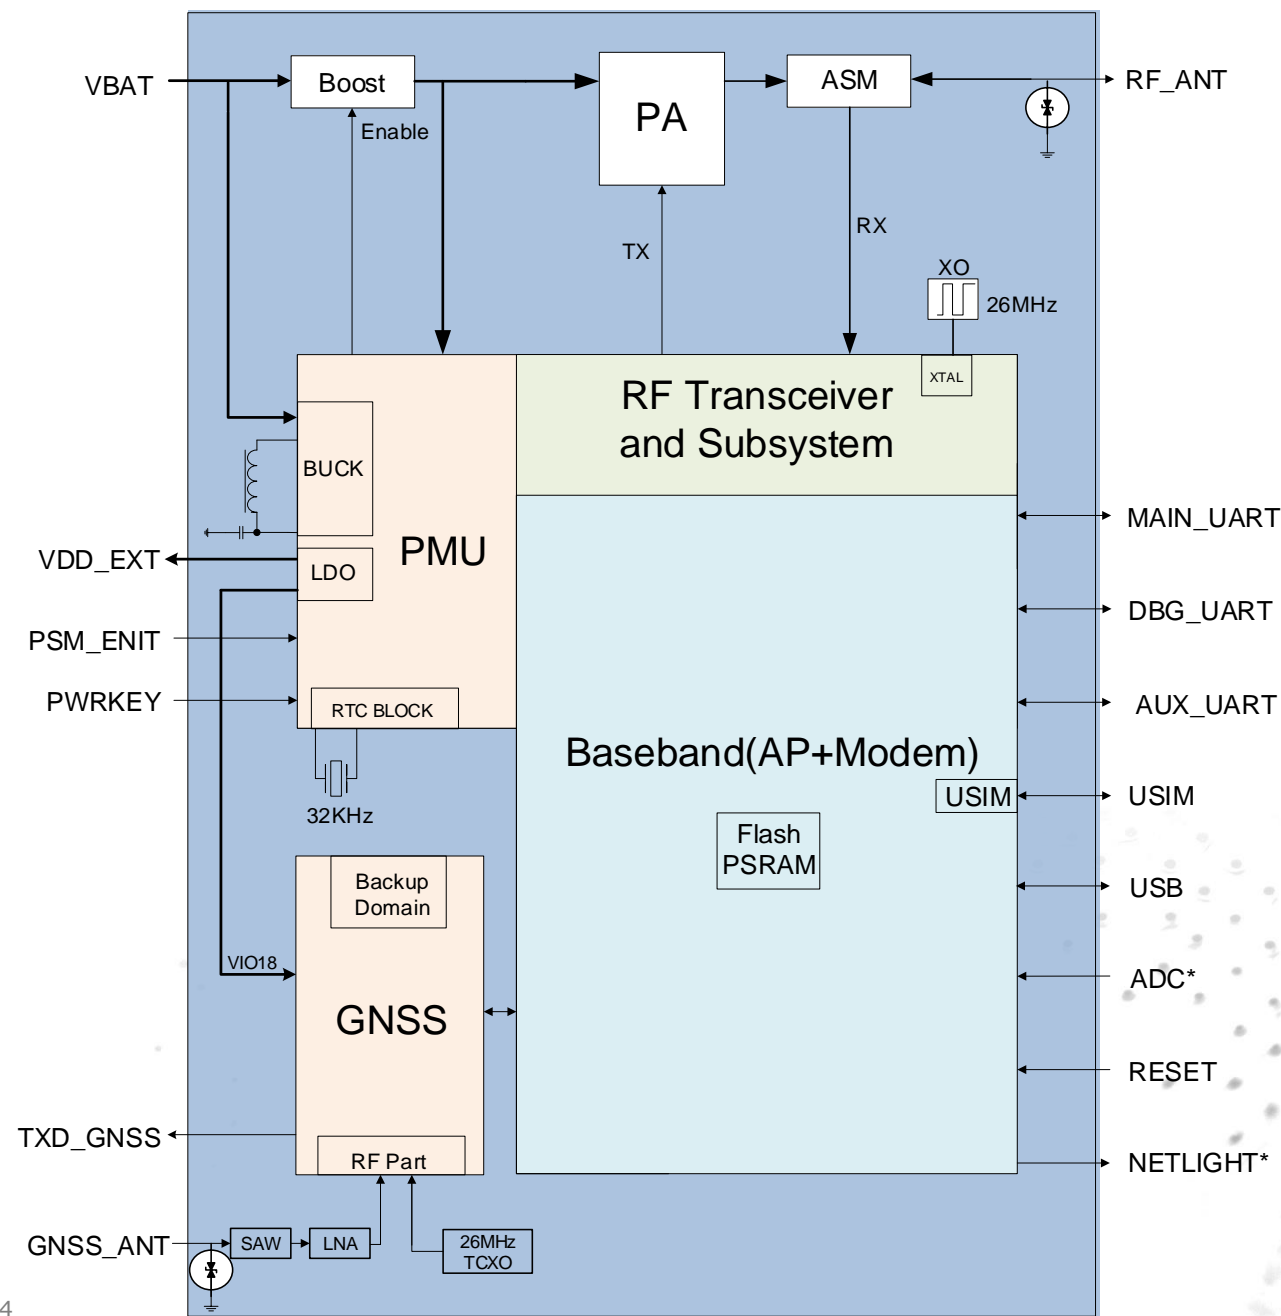 VBAT
Boost
PA
ASM
RF_ANT
Enable
TX
RX
XO
26MHz
XTAL
RF Transceiver
and Subsystem
BUCK
PMU
VDD_EXT
LDO
PSM_ENIT
PWRKEY
RTC BLOCK
32KHz
MAIN_UART
DBG_UART
AUX_UART
Baseband(AP+Modem)
USIM
USIM
Flash
PSRAM
USB
Backup
Domain
VIO18
GNSS
ADC*
RESET
TXD_GNSS
RF Part
NETLIGHT*
GNSS_ANT
SAW
LNA
26MHz
TCXO
4